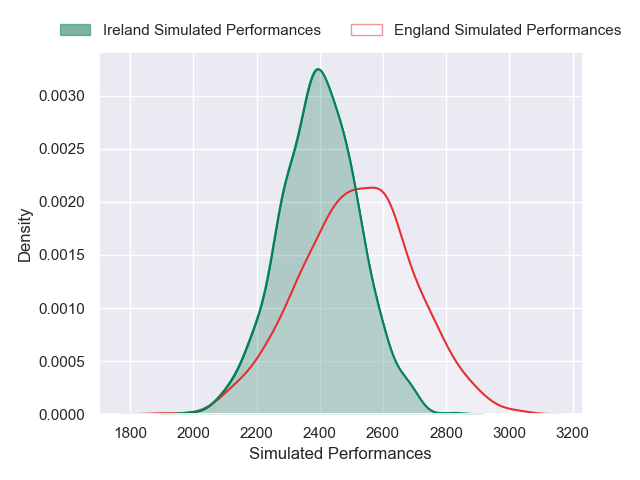 Ireland Simulated Performances England Simulated Performances
0.0030
0.0025
0.0020
0.0015
0.0010
0.0005
0.0000
Density
1800 2000 2200 2400 2600 2800 3000 3200
Simulated Performances